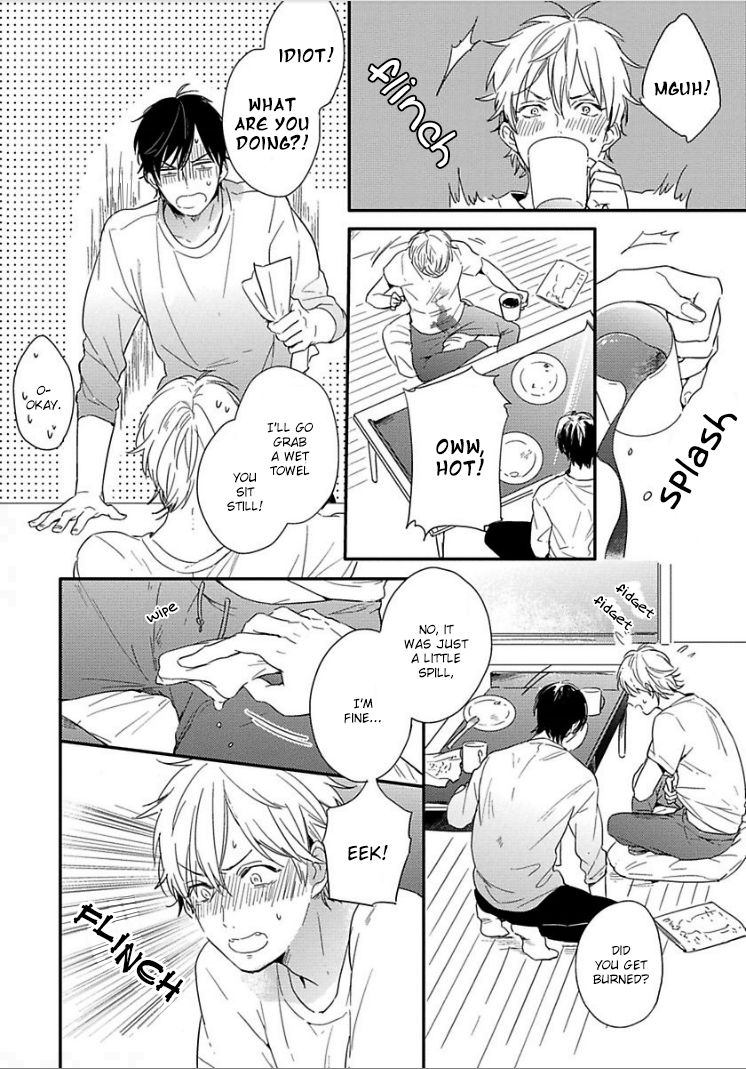 MGUH!
flinch
splash
OWW,
HOT!
IDIOT!
WHAT
ARE YOU
DOING?!
I'LL GO
GRAB
A WET
TOWEL
YOU
SIT
STILL!
O-
OKAY.
fidget
fidget
DID
YOU GET
BURNED?
NO, IT
WAS JUST
A LITTLE
SPILL,
I'M
FINE...
wipe
EEK!
FLINCH